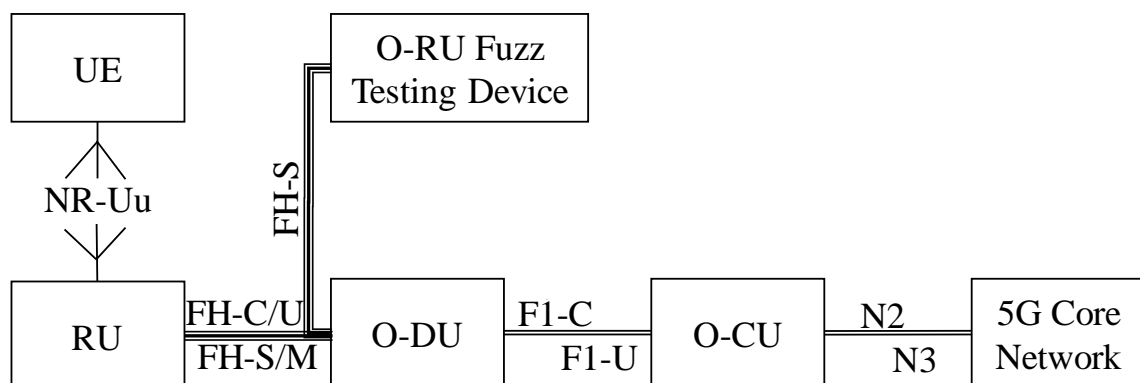 UE
O-RU Fuzz
Testing Device
NR-Uu
FH-S
RU
FH-C/U
FH-S/M
O-DU
F1-C
F1-U
O-CU
N2
N3
5G Core
Network